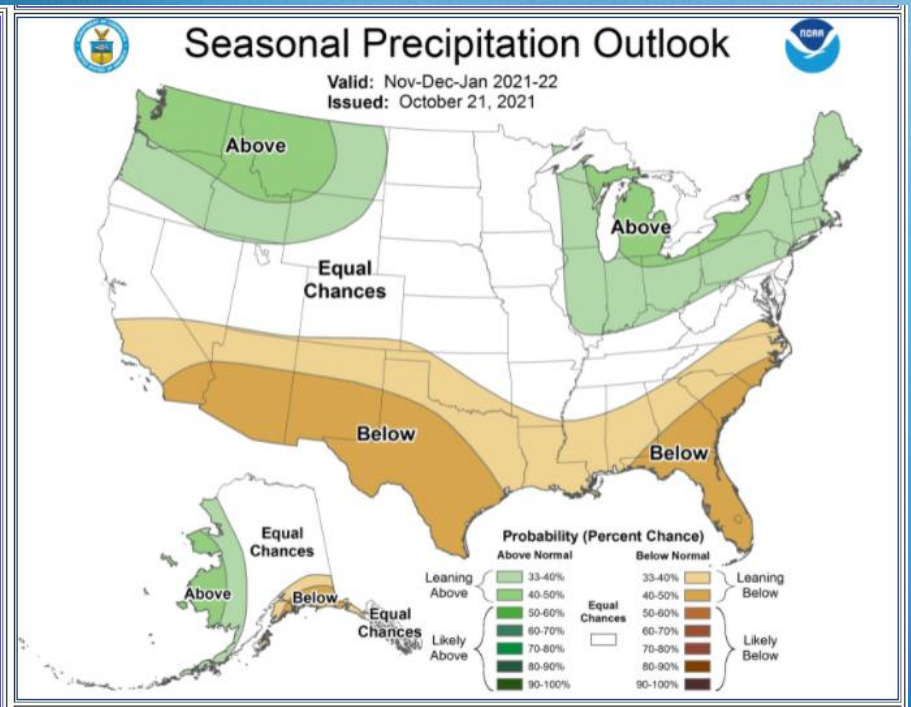 Seasonal Precipitation Outlook
NOAA
Valid: Nov-Dec-Jan 2021-22
Issued: October 21, 2021
Above
Above
Equal
Chances
Below
Below
Equal
Chances
Above
Below
Equal
Chances
Probability (Percent Chance)
Above Normal
Below Normal
Leaning
Above
33-40%
40-50%
Likely
Above
50-60%
60-70%
70-80%
80-90%
90-100%
Equal
Chances
33-40%
40-50%
Leaning
Below
50-60%
60-70%
70-80%
80-90%
90-100%
Likely
Below